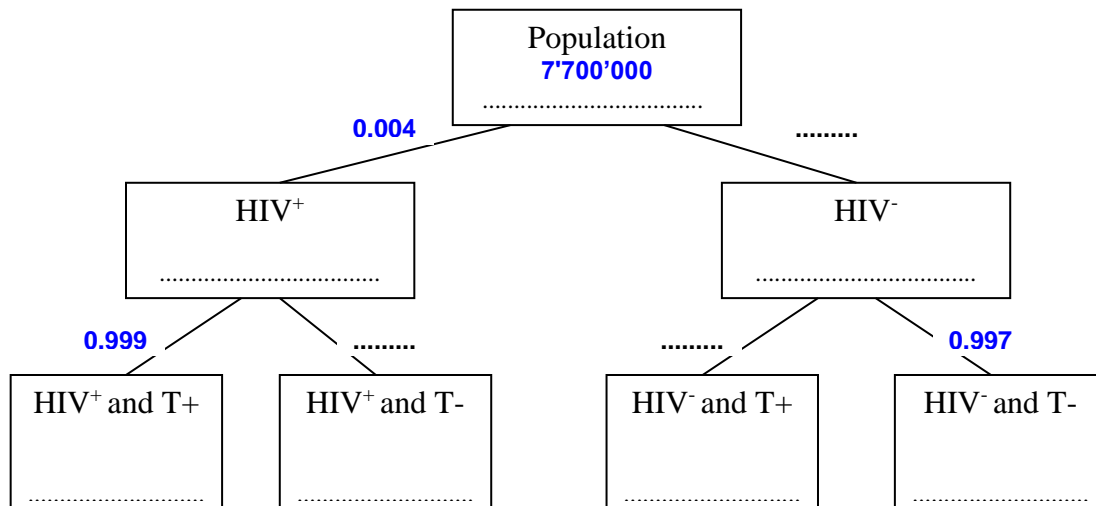 Population
7'700’000
...................................
0.004
.........
HIV⁺
...................................
HIV⁻
...................................
0.999
.........
.........
0.997
HIV⁺ and T+
............................
HIV⁺ and T-
............................
HIV⁻ and T+
............................
HIV⁻ and T-
............................